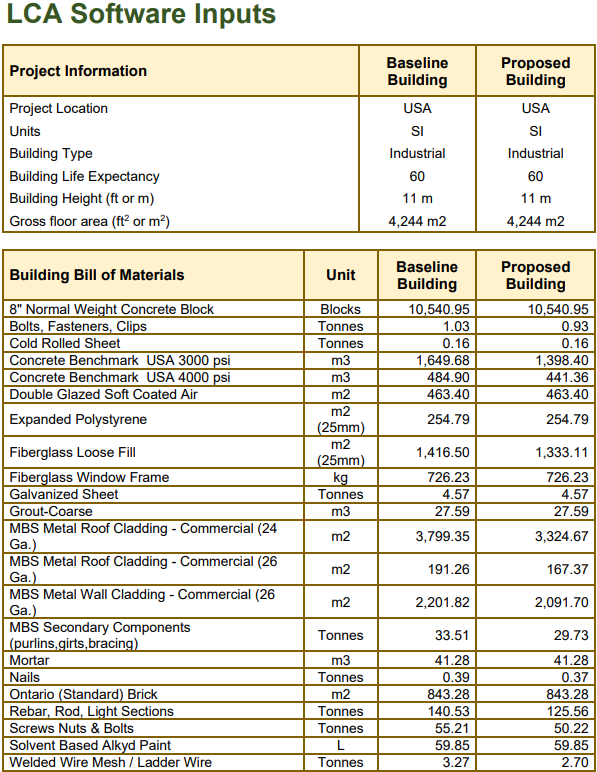 LCA Software Inputs
Project Information Baseline Building Proposed Building
Project Location USA USA
Units SI SI
Building Type Industrial Industrial
Building Life Expectancy 60 60
Building Height (ft or m) 11 m 11 m
Gross floor area (ft² or m²) 4,244 m2 4,244 m2
Building Bill of Materials Unit Baseline Building Proposed Building
8" Normal Weight Concrete Block Blocks 10,540.95 10,540.95
Bolts, Fasteners, Clips Tonnes 1.03 0.93
Cold Rolled Sheet Tonnes 0.16 0.16
Concrete Benchmark USA 3000 psi m3 1,649.68 1,398.40
Concrete Benchmark USA 4000 psi m3 484.90 441.36
Double Glazed Soft Coated Air m2 463.40 463.40
Expanded Polystyrene m2 (25mm) 254.79 254.79
Fiberglass Loose Fill m2 (25mm) 1,416.50 1,333.11
Fiberglass Window Frame kg 726.23 726.23
Galvanized Sheet Tonnes 4.57 4.57
Grout-Coarse m3 27.59 27.59
MBS Metal Roof Cladding - Commercial (24 Ga.) m2 3,799.35 3,324.67
MBS Metal Roof Cladding - Commercial (26 Ga.) m2 191.26 167.37
MBS Metal Wall Cladding - Commercial (26 Ga.) m2 2,201.82 2,091.70
MBS Secondary Components (purlins,girts,bracing) Tonnes 33.51 29.73
Mortar m3 41.28 41.28
Nails Tonnes 0.39 0.37
Ontario (Standard) Brick m2 843.28 843.28
Rebar, Rod, Light Sections Tonnes 140.53 125.56
Screws Nuts & Bolts Tonnes 55.21 50.22
Solvent Based Alkyd Paint L 59.85 59.85
Welded Wire Mesh / Ladder Wire Tonnes 3.27 2.70